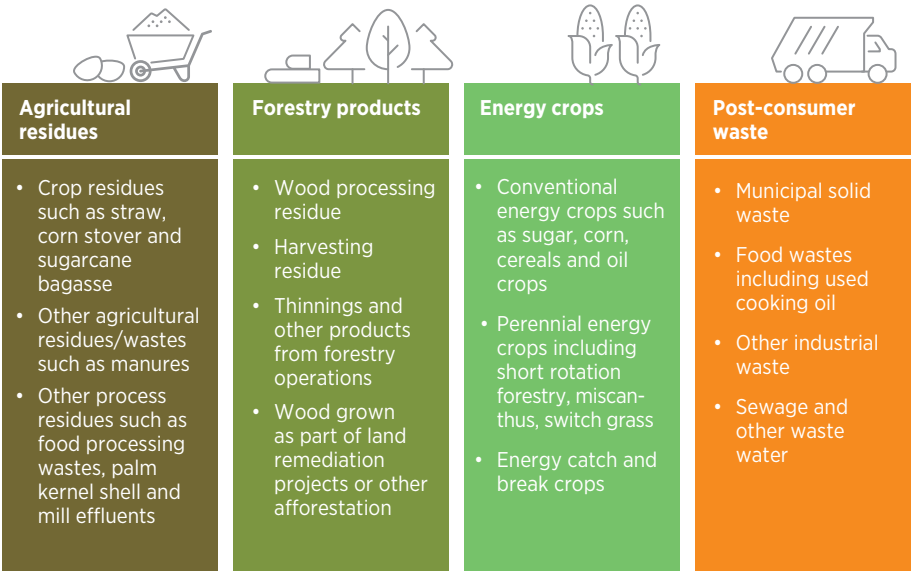 Agricultural
residues
• Crop residues
such as straw,
corn stover and
sugarcane
bagasse
• Other agricultural
residues/wastes
such as manures
• Other process
residues such as
food processing
wastes, palm
kernel shell and
mill effluents
Forestry products
• Wood processing
residue
• Harvesting
residue
• Thinnings and
other products
from forestry
operations
• Wood grown
as part of land
remediation
projects or other
afforestation
Energy crops
• Conventional
energy crops such
as sugar, corn,
cereals and oil
crops
• Perennial energy
crops including
short rotation
forestry, miscan-
thus, switch grass
• Energy catch and
break crops
Post-consumer
waste
• Municipal solid
waste
• Food wastes
including used
cooking oil
• Other industrial
waste
• Sewage and
other waste
water